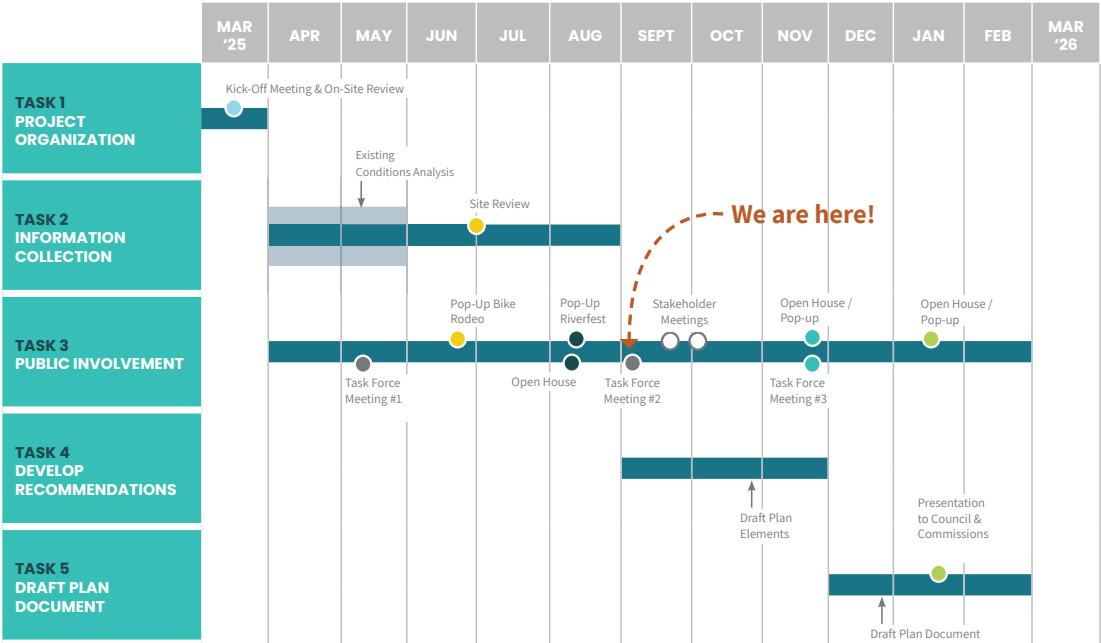 MAR
‘25
APR
MAY
JUN
JUL
AUG
SEPT
OCT
NOV
DEC
JAN
FEB
MAR
‘26
TASK 1
PROJECT
ORGANIZATION
Kick-Off Meeting & On-Site Review
TASK 2
INFORMATION
COLLECTION
Existing
Conditions Analysis
Site Review
We are here!
TASK 3
PUBLIC INVOLVEMENT
Pop-Up Bike
Rodeo
Pop-Up
Riverfest
Stakeholder
Meetings
Open House /
Pop-up
Open House /
Pop-up
Task Force
Meeting #1
Open House
Task Force
Meeting #2
Task Force
Meeting #3
TASK 4
DEVELOP
RECOMMENDATIONS
Draft Plan
Elements
TASK 5
DRAFT PLAN
DOCUMENT
Presentation
to Council &
Commissions
Draft Plan Document